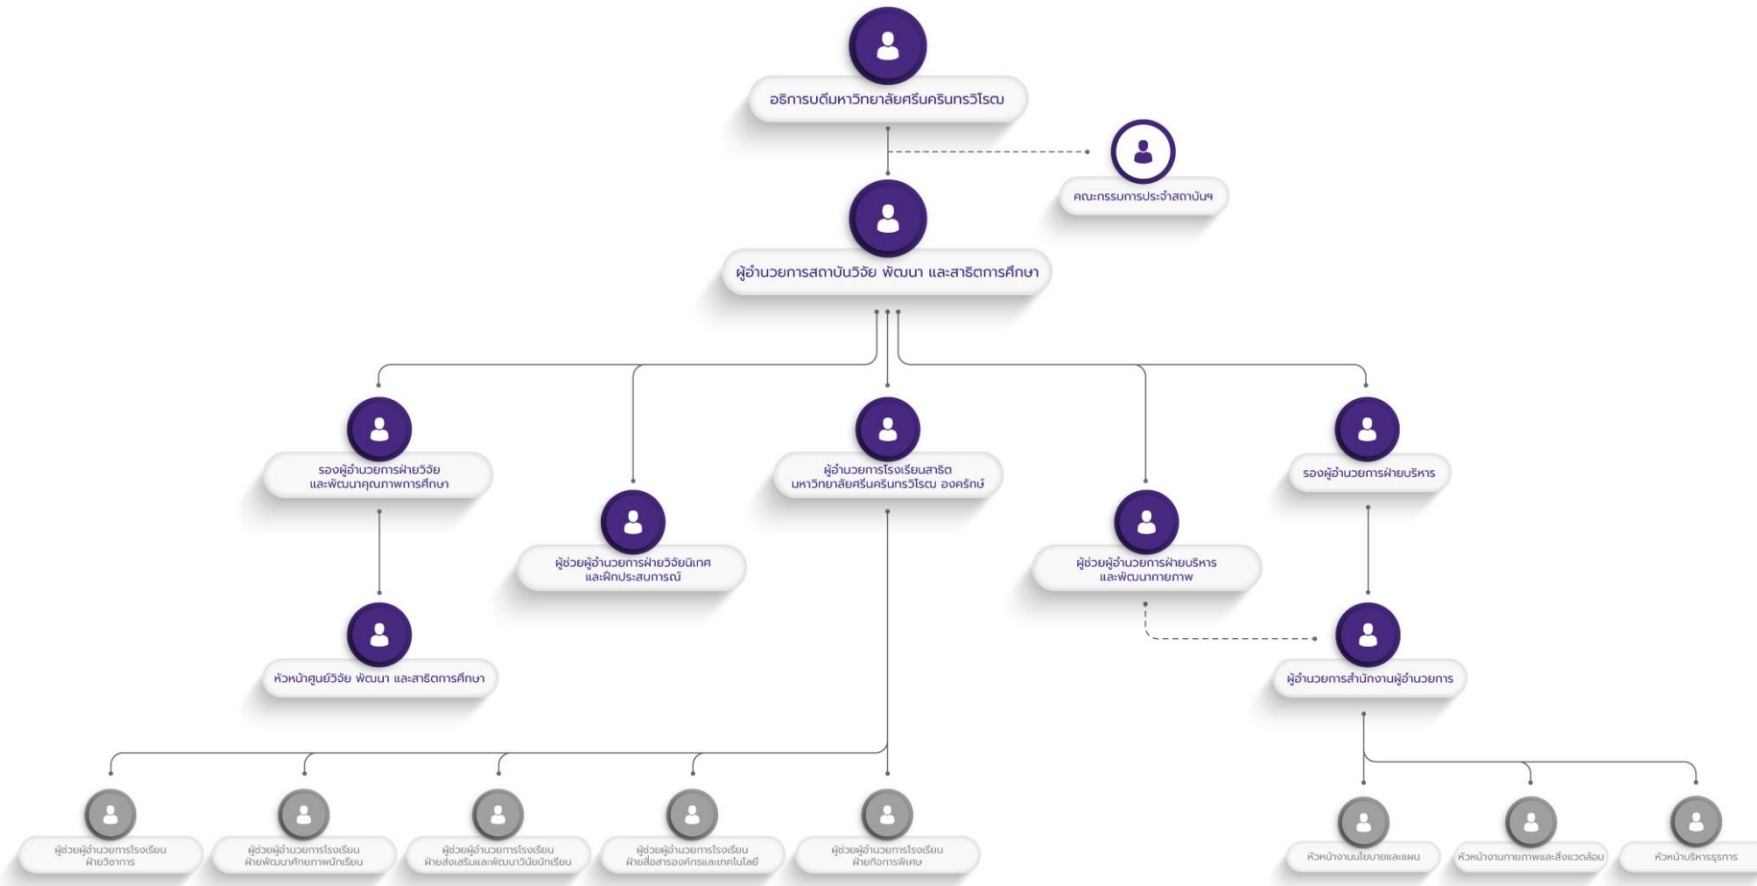 อธิการบดีมหาวิทยาลัยศรีนครินทรวิโรฒ
คณะกรรมการประจำสถาบันฯ
ผู้อำนวยการสถาบันวิจัย พัฒนา และสาธิตการศึกษา
รองผู้อำนวยการฝ่ายวิจัย
และพัฒนาคุณภาพการศึกษา
ผู้อำนวยการโรงเรียนสาธิต
มหาวิทยาลัยศรีนครินทรวิโรฒ องครักษ์
รองผู้อำนวยการฝ่ายบริหาร
ผู้ช่วยผู้อำนวยการฝ่ายวิจัยนิเทศ
และฝึกประสบการณ์
ผู้ช่วยผู้อำนวยการฝ่ายบริหาร
และพัฒนากายภาพ
หัวหน้าศูนย์วิจัย พัฒนา และสาธิตการศึกษา
ผู้อำนวยการสำนักงานผู้อำนวยการ
ผู้ช่วยผู้อำนวยการโรงเรียน
ฝ่ายวิชาการ
ผู้ช่วยผู้อำนวยการโรงเรียน
ฝ่ายพัฒนาศักยภาพนักเรียน
ผู้ช่วยผู้อำนวยการโรงเรียน
ฝ่ายส่งเสริมและพัฒนาวินัยนักเรียน
ผู้ช่วยผู้อำนวยการโรงเรียน
ฝ่ายสื่อสารองค์กรและเทคโนโลยี
ผู้ช่วยผู้อำนวยการโรงเรียน
ฝ่ายกิจการพิเศษ
หัวหน้างานนโยบายและแผน
หัวหน้างานกายภาพและสิ่งแวดล้อม
หัวหน้าบริหารธุรการ